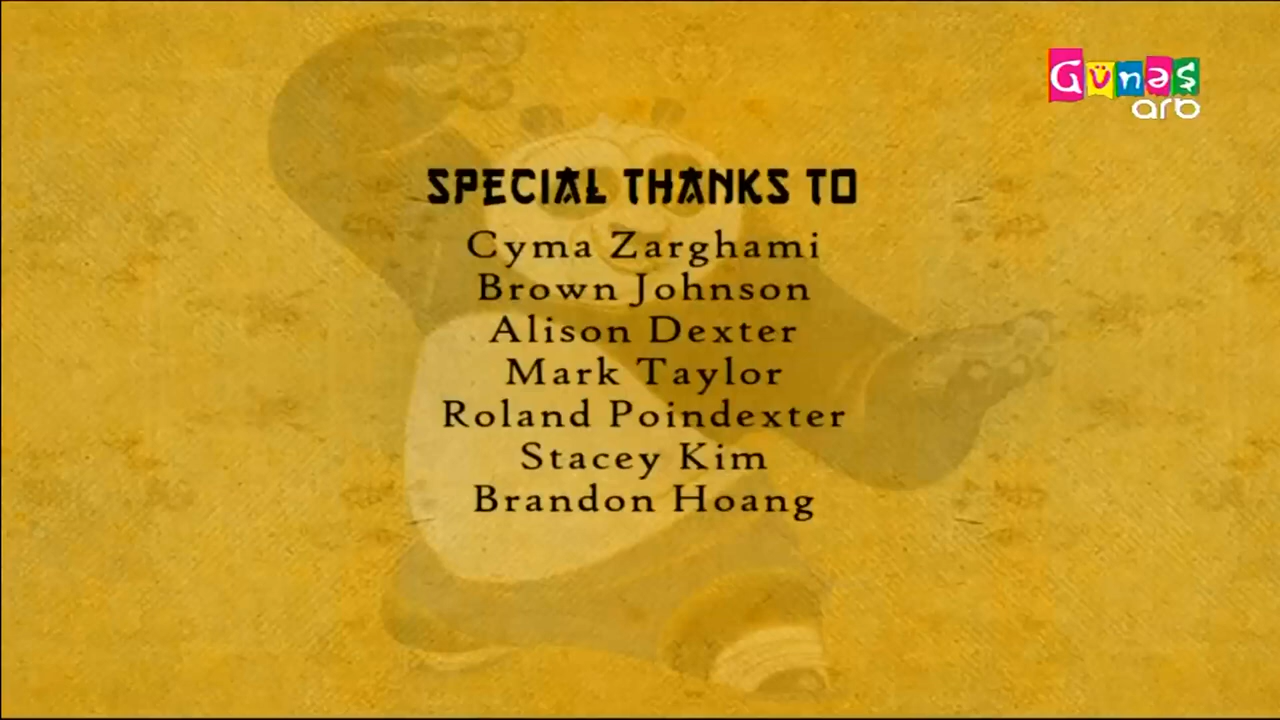 Günəş
arb
SPECIAL THANKS TO
Cyma Zarghami
Brown Johnson
Alison Dexter
Mark Taylor
Roland Poindexter
Stacey Kim
Brandon Hoang